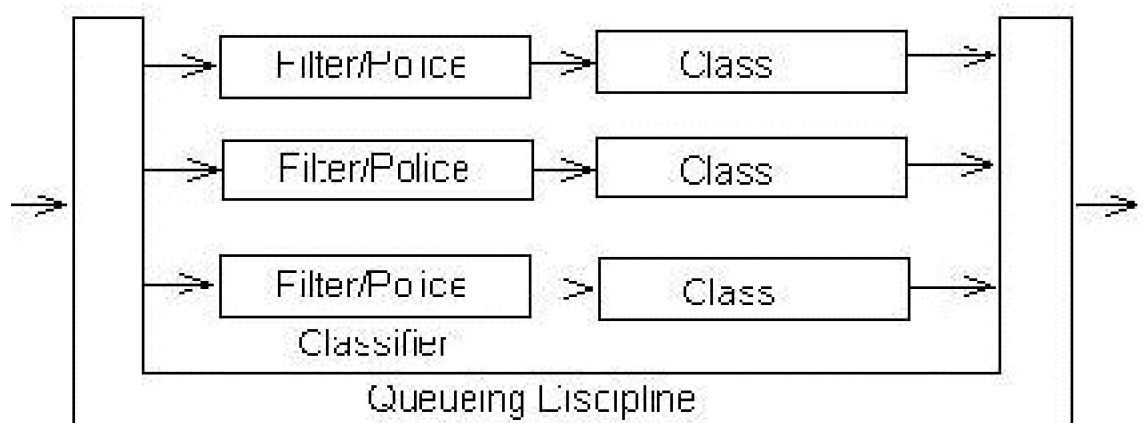 Filter/Police
Class
Filter/Police
Class
Filter/Police
Class
Classifier
Queueing Discipline